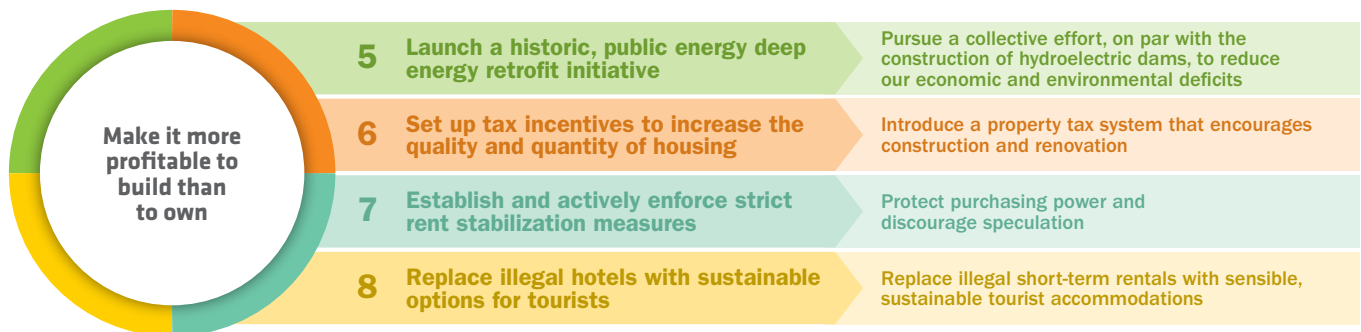 Make it more
profitable to
build than
to own
5
Launch a historic, public energy deep
energy retrofit initiative
Pursue a collective effort, on par with the
construction of hydroelectric dams, to reduce
our economic and environmental deficits
6
Set up tax incentives to increase the
quality and quantity of housing
Introduce a property tax system that encourages
construction and renovation
7
Establish and actively enforce strict
rent stabilization measures
Protect purchasing power and
discourage speculation
8
Replace illegal hotels with sustainable
options for tourists
Replace illegal short-term rentals with sensible,
sustainable tourist accommodations